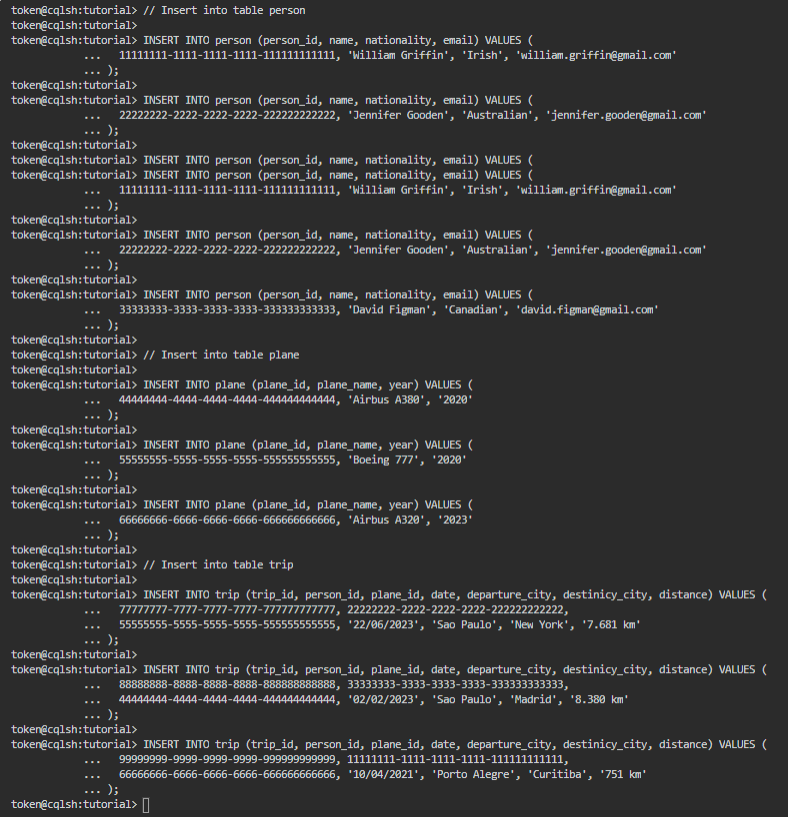 token@cqlsh:tutorial> // Insert into table person
token@cqlsh:tutorial>
token@cqlsh:tutorial> INSERT INTO person (person_id, name, nationality, email) VALUES (
... 11111111-1111-1111-1111-111111111111, 'William Griffin', 'Irish', 'william.griffin@gmail.com'
... );
token@cqlsh:tutorial>
token@cqlsh:tutorial> INSERT INTO person (person_id, name, nationality, email) VALUES (
... 22222222-2222-2222-2222-222222222222, 'Jennifer Gooden', 'Australian', 'jennifer.gooden@gmail.com'
... );
token@cqlsh:tutorial>
token@cqlsh:tutorial> INSERT INTO person (person_id, name, nationality, email) VALUES (
token@cqlsh:tutorial> INSERT INTO person (person_id, name, nationality, email) VALUES (
... 11111111-1111-1111-1111-111111111111, 'William Griffin', 'Irish', 'william.griffin@gmail.com'
... );
token@cqlsh:tutorial>
token@cqlsh:tutorial> INSERT INTO person (person_id, name, nationality, email) VALUES (
... 22222222-2222-2222-2222-222222222222, 'Jennifer Gooden', 'Australian', 'jennifer.gooden@gmail.com'
... );
token@cqlsh:tutorial>
token@cqlsh:tutorial> INSERT INTO person (person_id, name, nationality, email) VALUES (
... 33333333-3333-3333-3333-333333333333, 'David Figman', 'Canadian', 'david.figman@gmail.com'
... );
token@cqlsh:tutorial>
token@cqlsh:tutorial> // Insert into table plane
token@cqlsh:tutorial>
token@cqlsh:tutorial> INSERT INTO plane (plane_id, plane_name, year) VALUES (
... 44444444-4444-4444-4444-444444444444, 'Airbus A380', '2020'
... );
token@cqlsh:tutorial>
token@cqlsh:tutorial> INSERT INTO plane (plane_id, plane_name, year) VALUES (
... 55555555-5555-5555-5555-555555555555, 'Boeing 777', '2020'
... );
token@cqlsh:tutorial>
token@cqlsh:tutorial> INSERT INTO plane (plane_id, plane_name, year) VALUES (
... 66666666-6666-6666-6666-666666666666, 'Airbus A320', '2023'
... );
token@cqlsh:tutorial>
token@cqlsh:tutorial> // Insert into table trip
token@cqlsh:tutorial>
token@cqlsh:tutorial> INSERT INTO trip (trip_id, person_id, plane_id, date, departure_city, destinicy_city, distance) VALUES (
... 77777777-7777-7777-7777-777777777777, 22222222-2222-2222-2222-222222222222,
... 55555555-5555-5555-5555-555555555555, '22/06/2023', 'Sao Paulo', 'New York', '7.681 km'
... );
token@cqlsh:tutorial>
token@cqlsh:tutorial> INSERT INTO trip (trip_id, person_id, plane_id, date, departure_city, destinicy_city, distance) VALUES (
... 88888888-8888-8888-8888-888888888888, 33333333-3333-3333-3333-333333333333,
... 44444444-4444-4444-4444-444444444444, '02/02/2023', 'Sao Paulo', 'Madrid', '8.380 km'
... );
token@cqlsh:tutorial>
token@cqlsh:tutorial> INSERT INTO trip (trip_id, person_id, plane_id, date, departure_city, destinicy_city, distance) VALUES (
... 99999999-9999-9999-9999-999999999999, 11111111-1111-1111-1111-111111111111,
... 66666666-6666-6666-6666-666666666666, '10/04/2021', 'Porto Alegre', 'Curitiba', '751 km'
... );
token@cqlsh:tutorial>